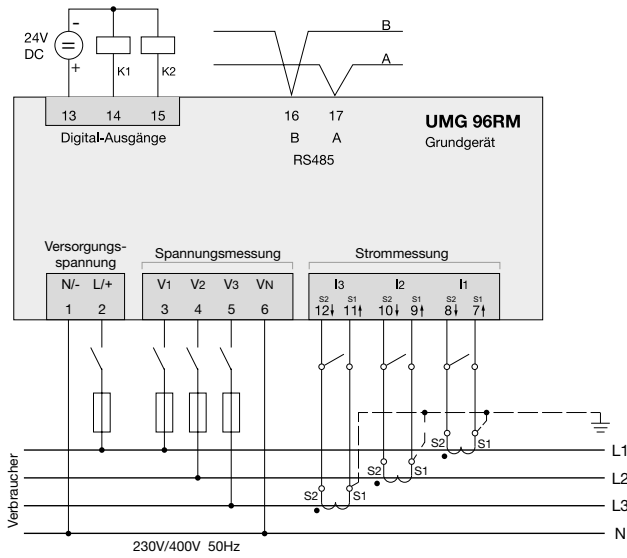 24V
DC
-
+
K1
K2
B
A
13 14 15
Digital-Ausgänge
16 17
B A
RS485
UMG 96RM
Grundgerät
Versorgungs-
spannung
Spannungsmessung
Strommessung
N/- L/+
1 2
V1 V2 V3 VN
3 4 5 6
I3 I2 I1
S2 S1 S2 S1 S2 S1
12 11 10 9 8 7
S2 S1
L1
S2 S1
L2
S2 S1
L3
N
Verbraucher
230V/400V 50Hz